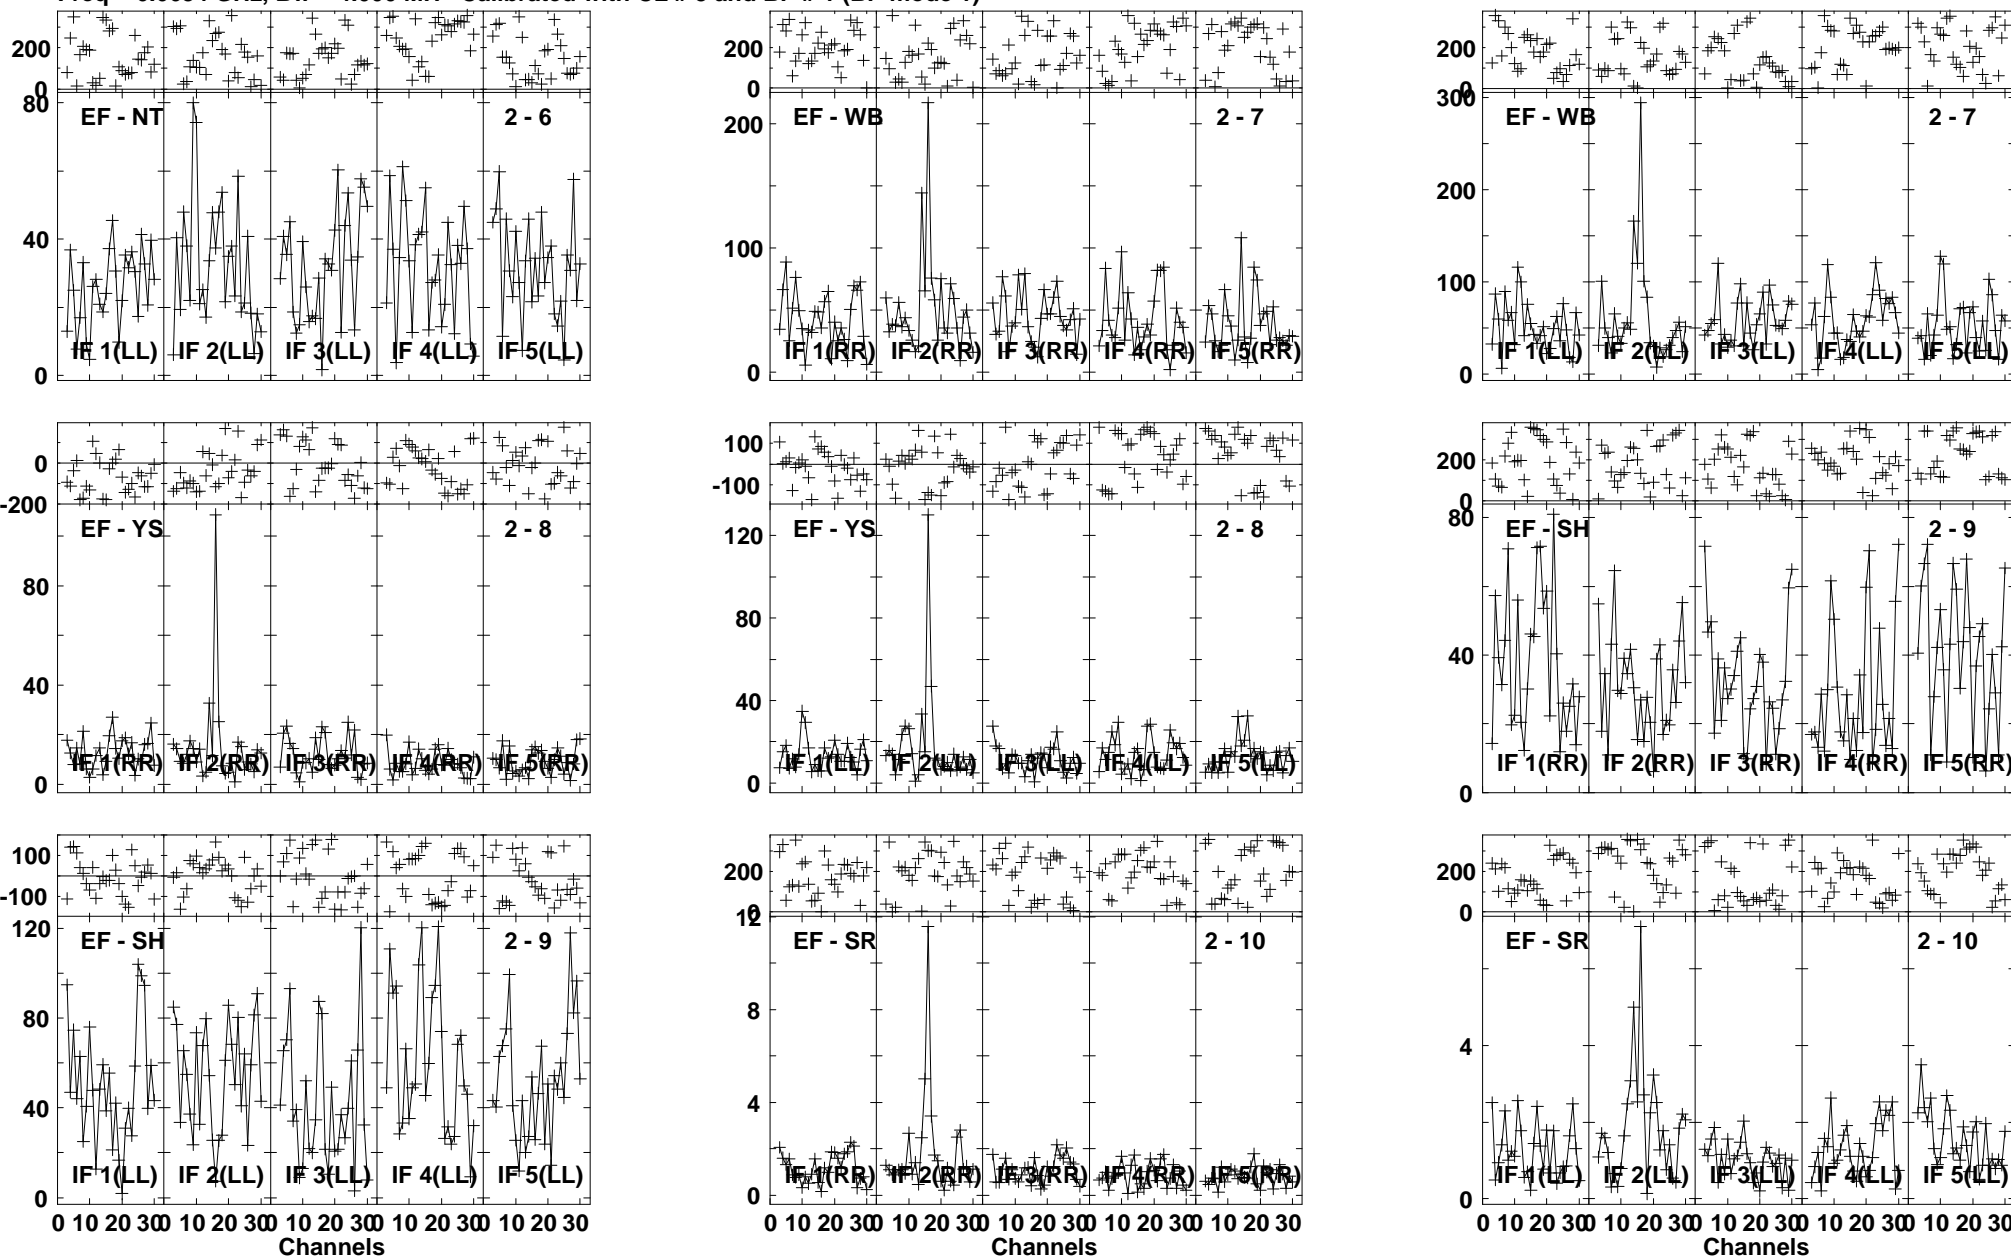 200
0
200
0
200
0
80
40
0
EF - NT
2 - 6
IF 1(LL) IF 2(LL) IF 3(LL) IF 4(LL) IF 5(LL)
200
100
0
EF - WB
2 - 7
IF 1(RR) IF 2(RR) IF 3(RR) IF 4(RR) IF 5(RR)
300
200
100
0
EF - WB
2 - 7
IF 1(LL) IF 2(LL) IF 3(LL) IF 4(LL) IF 5(LL)
0
-200
100
-100
200
0
80
40
0
EF - YS
2 - 8
IF 1(RR) IF 2(RR) IF 3(RR) IF 4(RR) IF 5(RR)
120
80
40
0
EF - YS
2 - 8
IF 1(LL) IF 2(LL) IF 3(LL) IF 4(LL) IF 5(LL)
80
40
0
EF - SH
2 - 9
IF 1(RR) IF 2(RR) IF 3(RR) IF 4(RR) IF 5(RR)
100
-100
200
0
200
0
120
80
40
0
EF - SH
2 - 9
IF 1(LL) IF 2(LL) IF 3(LL) IF 4(LL) IF 5(LL)
0 10 20 30 0 10 20 30 0 10 20 30 0 10 20 30 0 10 20 30
Channels
12
8
4
0
EF - SR
2 - 10
IF 1(RR) IF 2(RR) IF 3(RR) IF 4(RR) IF 5(RR)
0 10 20 30 0 10 20 30 0 10 20 30 0 10 20 30 0 10 20 30
Channels
4
0
EF - SR
2 - 10
IF 1(LL) IF 2(LL) IF 3(LL) IF 4(LL) IF 5(LL)
0 10 20 30 0 10 20 30 0 10 20 30 0 10 20 30 0 10 20 30
Channels